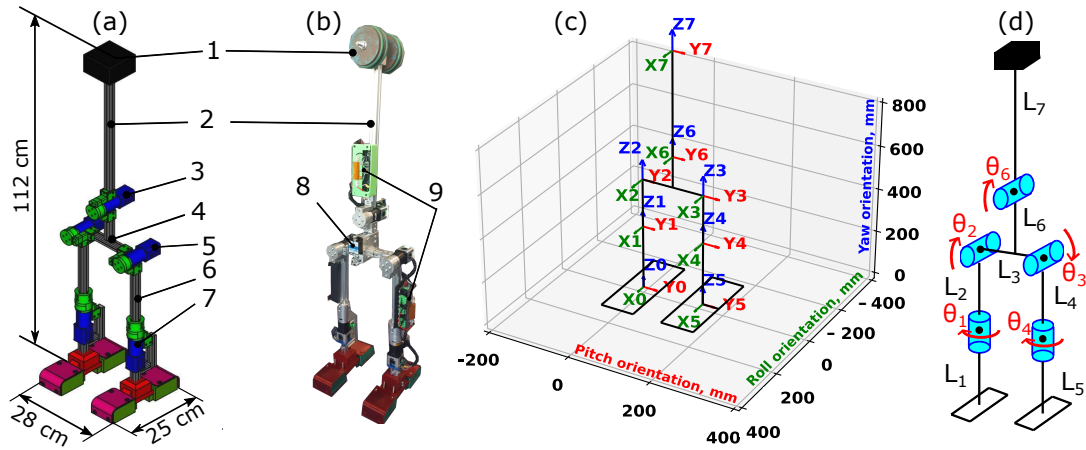 (a)
(b)
(c)
(d)
1
2
3
4
5
6
7
8
9
112 cm
28 cm
25 cm
Z7
Y7
X7
Z6
Y6
X6
Z2
Y2
X2
Z3
Y3
X3
Z1
Y1
X1
Z4
Y4
X4
Z0
Y0
X0
Z5
Y5
X5
800
600
400
200
0
Yaw orientation, mm
- 400
- 200
0
200
400
Roll orientation, mm
-200
0
200
400
Pitch orientation, mm
L₇
θ₆
L₆
θ₂
L₃
θ₃
L₂
L₄
θ₁
θ₄
L₁
L₅